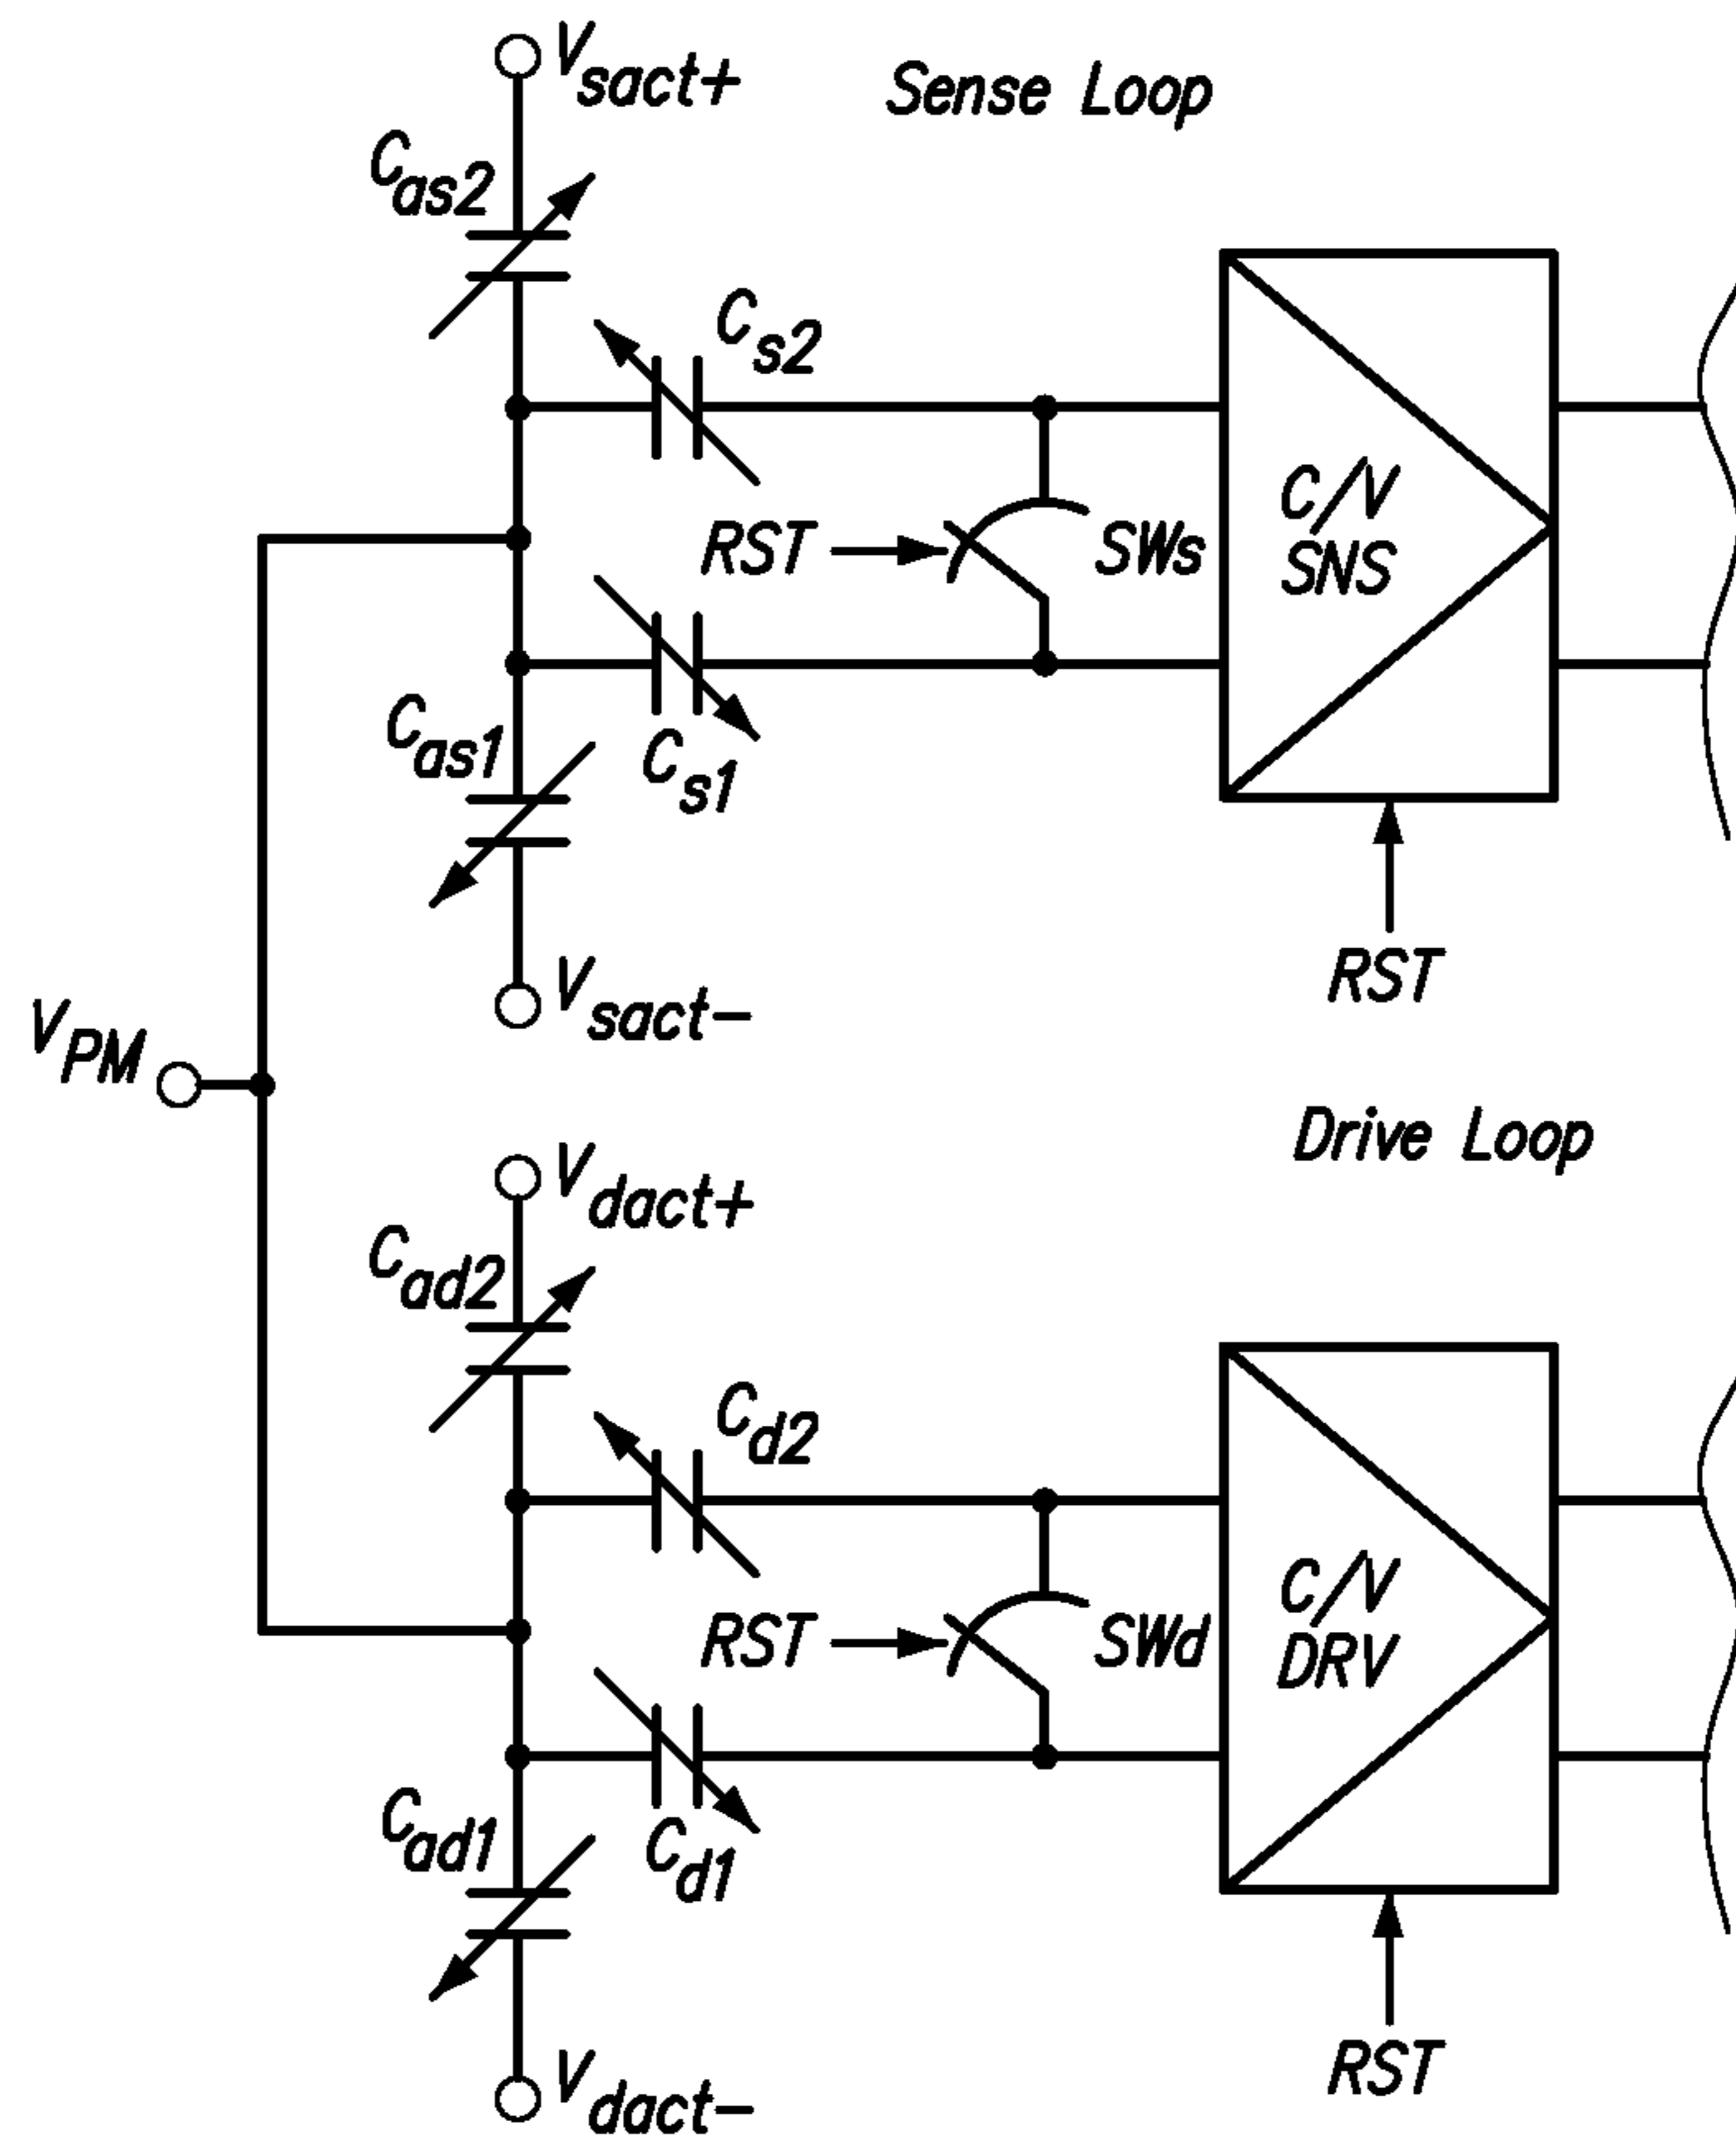 Vsact+
Sense Loop
Cas2
Cs2
C/V
SNS
RST
SWs
Cas1
Cs1
RST
Vsact−
VPM
Drive Loop
Vdact+
Cad2
Cd2
C/V
DRV
RST
SWd
Cad1
Cd1
RST
Vdact−